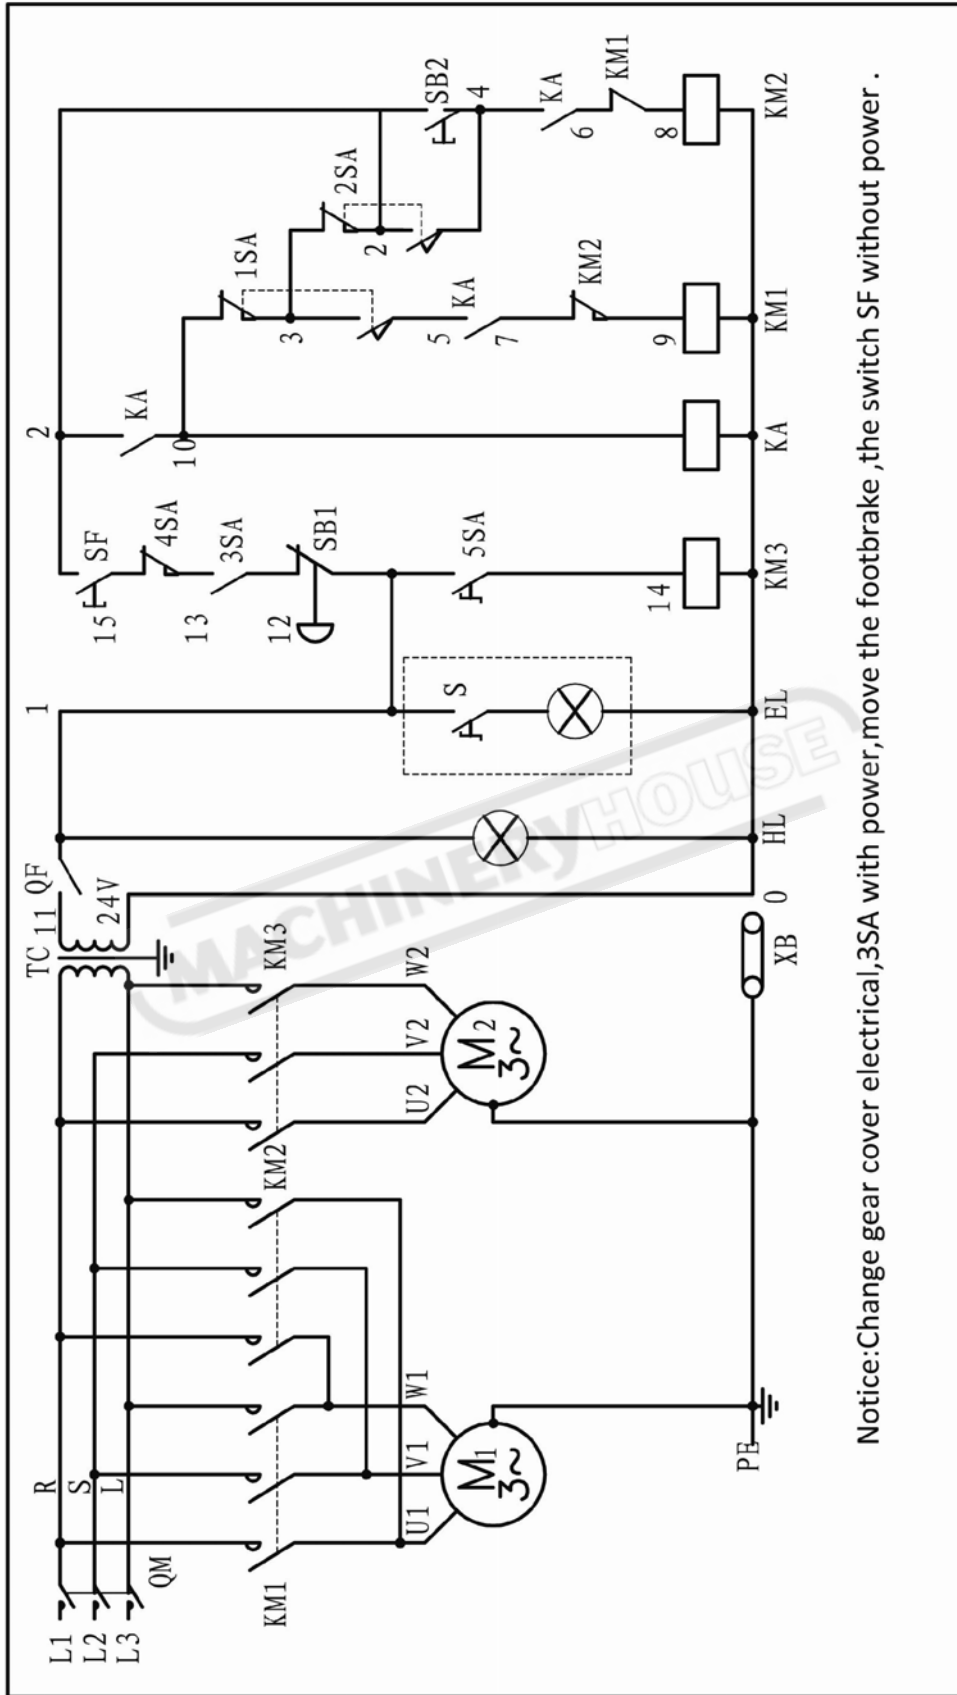 L1
L2
L3
QM
R
S
L
KM1
KM2
KM3
U1
V1
W1
U2
V2
W2
M1
3~
M2
3~
PE
XB
TC
11
QF
24V
0
HL
1
S
EL
2
SF
15
4SA
13
3SA
12
SB1
5SA
14
KM3
KA
10
KA
1SA
3
5
KA
7
KM2
9
KM1
2SA
2
SB2
4
KA
6
KM1
8
KM2
MACHINERYHOUSE
Notice:Change gear cover electrical,3SA with power,move the footbrake ,the switch SF without power .